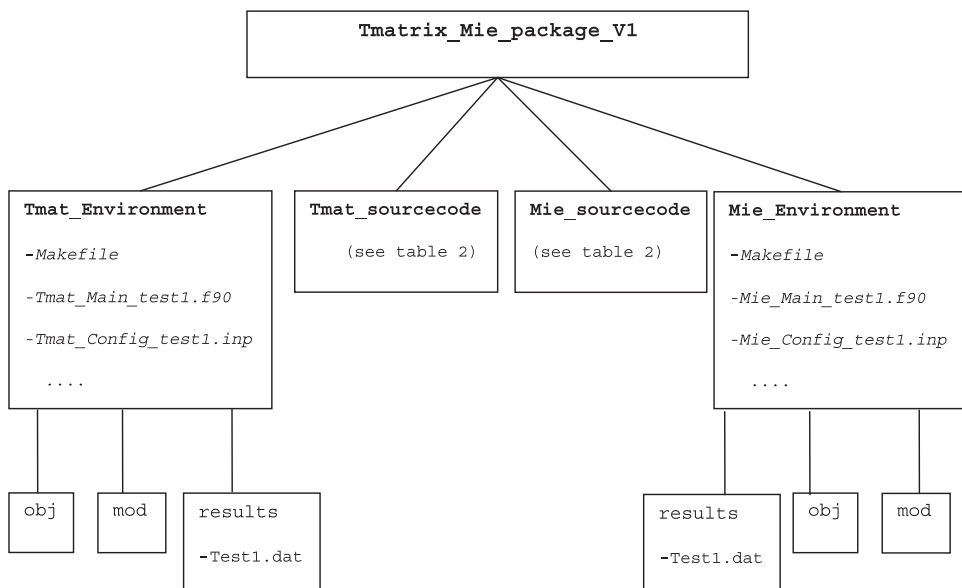 Tmatrix_Mie_package_V1
Tmat_Environment
-Makefile
-Tmat_Main_test1.f90
-Tmat_Config_test1.inp
....
Tmat_sourcecode
(see table 2)
Mie_sourcecode
(see table 2)
Mie_Environment
-Makefile
-Mie_Main_test1.f90
-Mie_Config_test1.inp
....
obj
mod
results
-Test1.dat
results
-Test1.dat
obj
mod